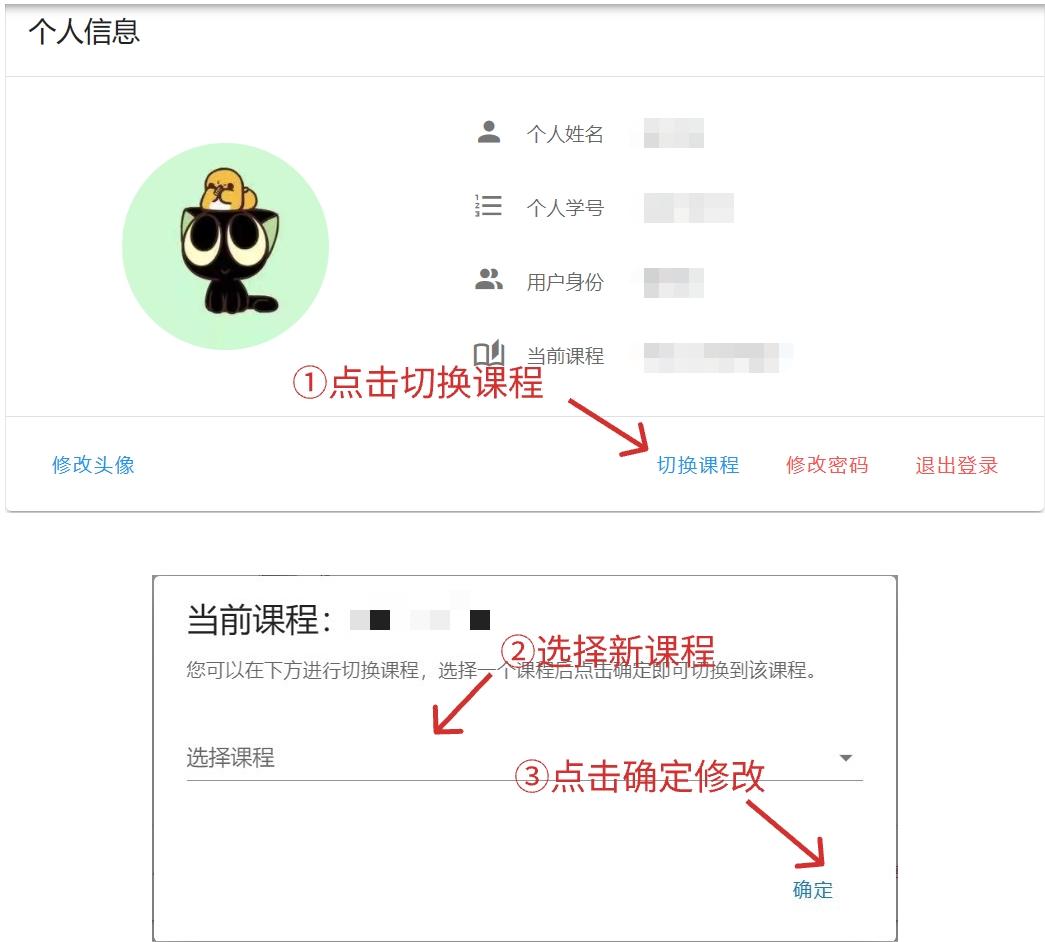 个人信息
个人姓名
个人学号
用户身份
当前课程
①点击切换课程
修改头像
切换课程
修改密码
退出登录
当前课程：
②选择新课程
您可以在下方进行切换课程，选择一个课程后点击确定即可切换到该课程。
选择课程
③点击确定修改
确定